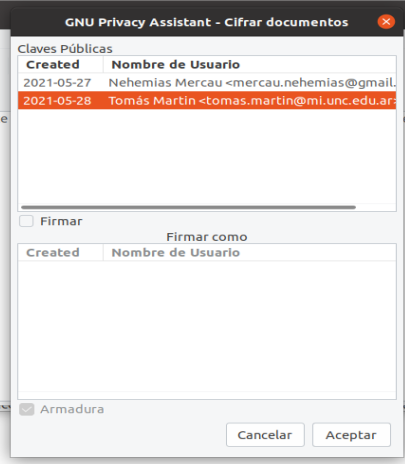 GNU Privacy Assistant - Cifrar documentos
Claves Públicas
Created Nombre de Usuario
2021-05-27 Nehemias Mercau <mercau.nehemias@gmail.
2021-05-28 Tomás Martin <tomas.martin@mi.unc.edu.ar>
Firmar
Firmar como
Created Nombre de Usuario
Armadura
Cancelar Aceptar